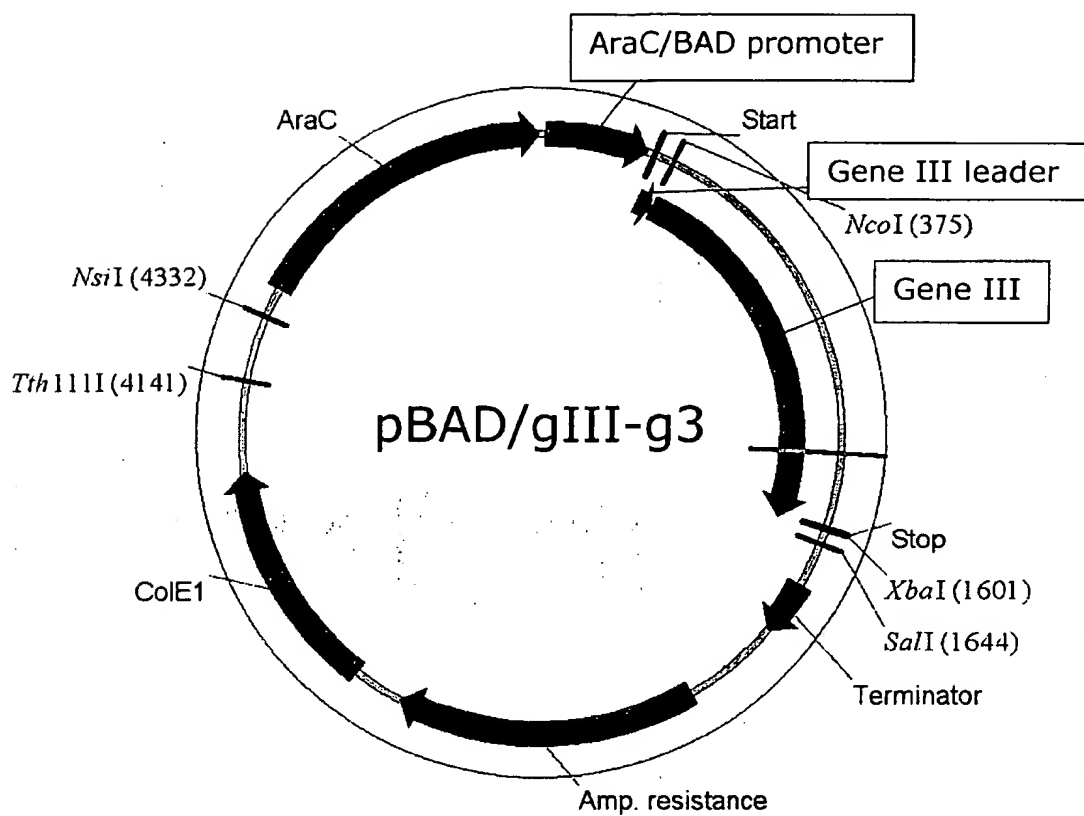 AraC/BAD promoter
AraC
Start
Gene III leader
NcoI (375)
NsiI (4332)
Gene III
Tth111I (4141)
pBAD/gIII-g3
Stop
ColE1
XbaI (1601)
SalI (1644)
Terminator
Amp. resistance